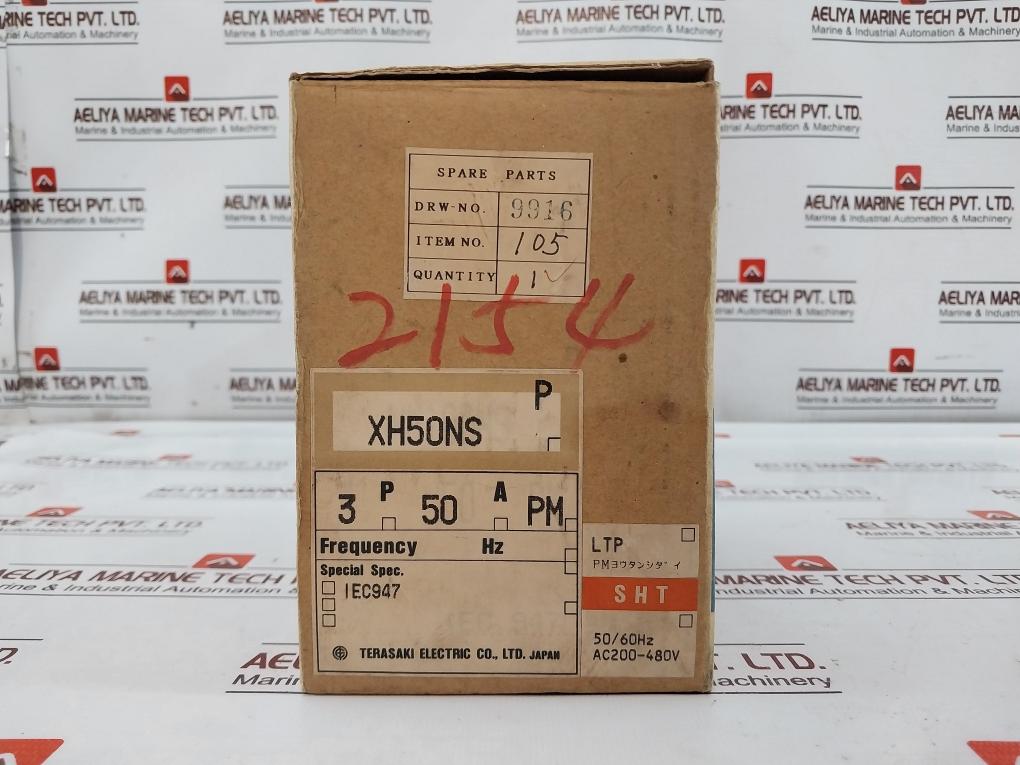 SPARE PARTS
DRW-NO. 9916
ITEM NO. 105
QUANTITY 1
2154
P
XH50NS
3 P 50 A PM
Frequency Hz
Special Spec.
IEC947
TERASAKI ELECTRIC CO., LTD. JAPAN
LTP
PMヨウタンシダイ
SHT
50/60Hz
AC200-480V
AELIYA MARINE TECH PVT. LTD.
Marine & Industrial Automation & Machinery